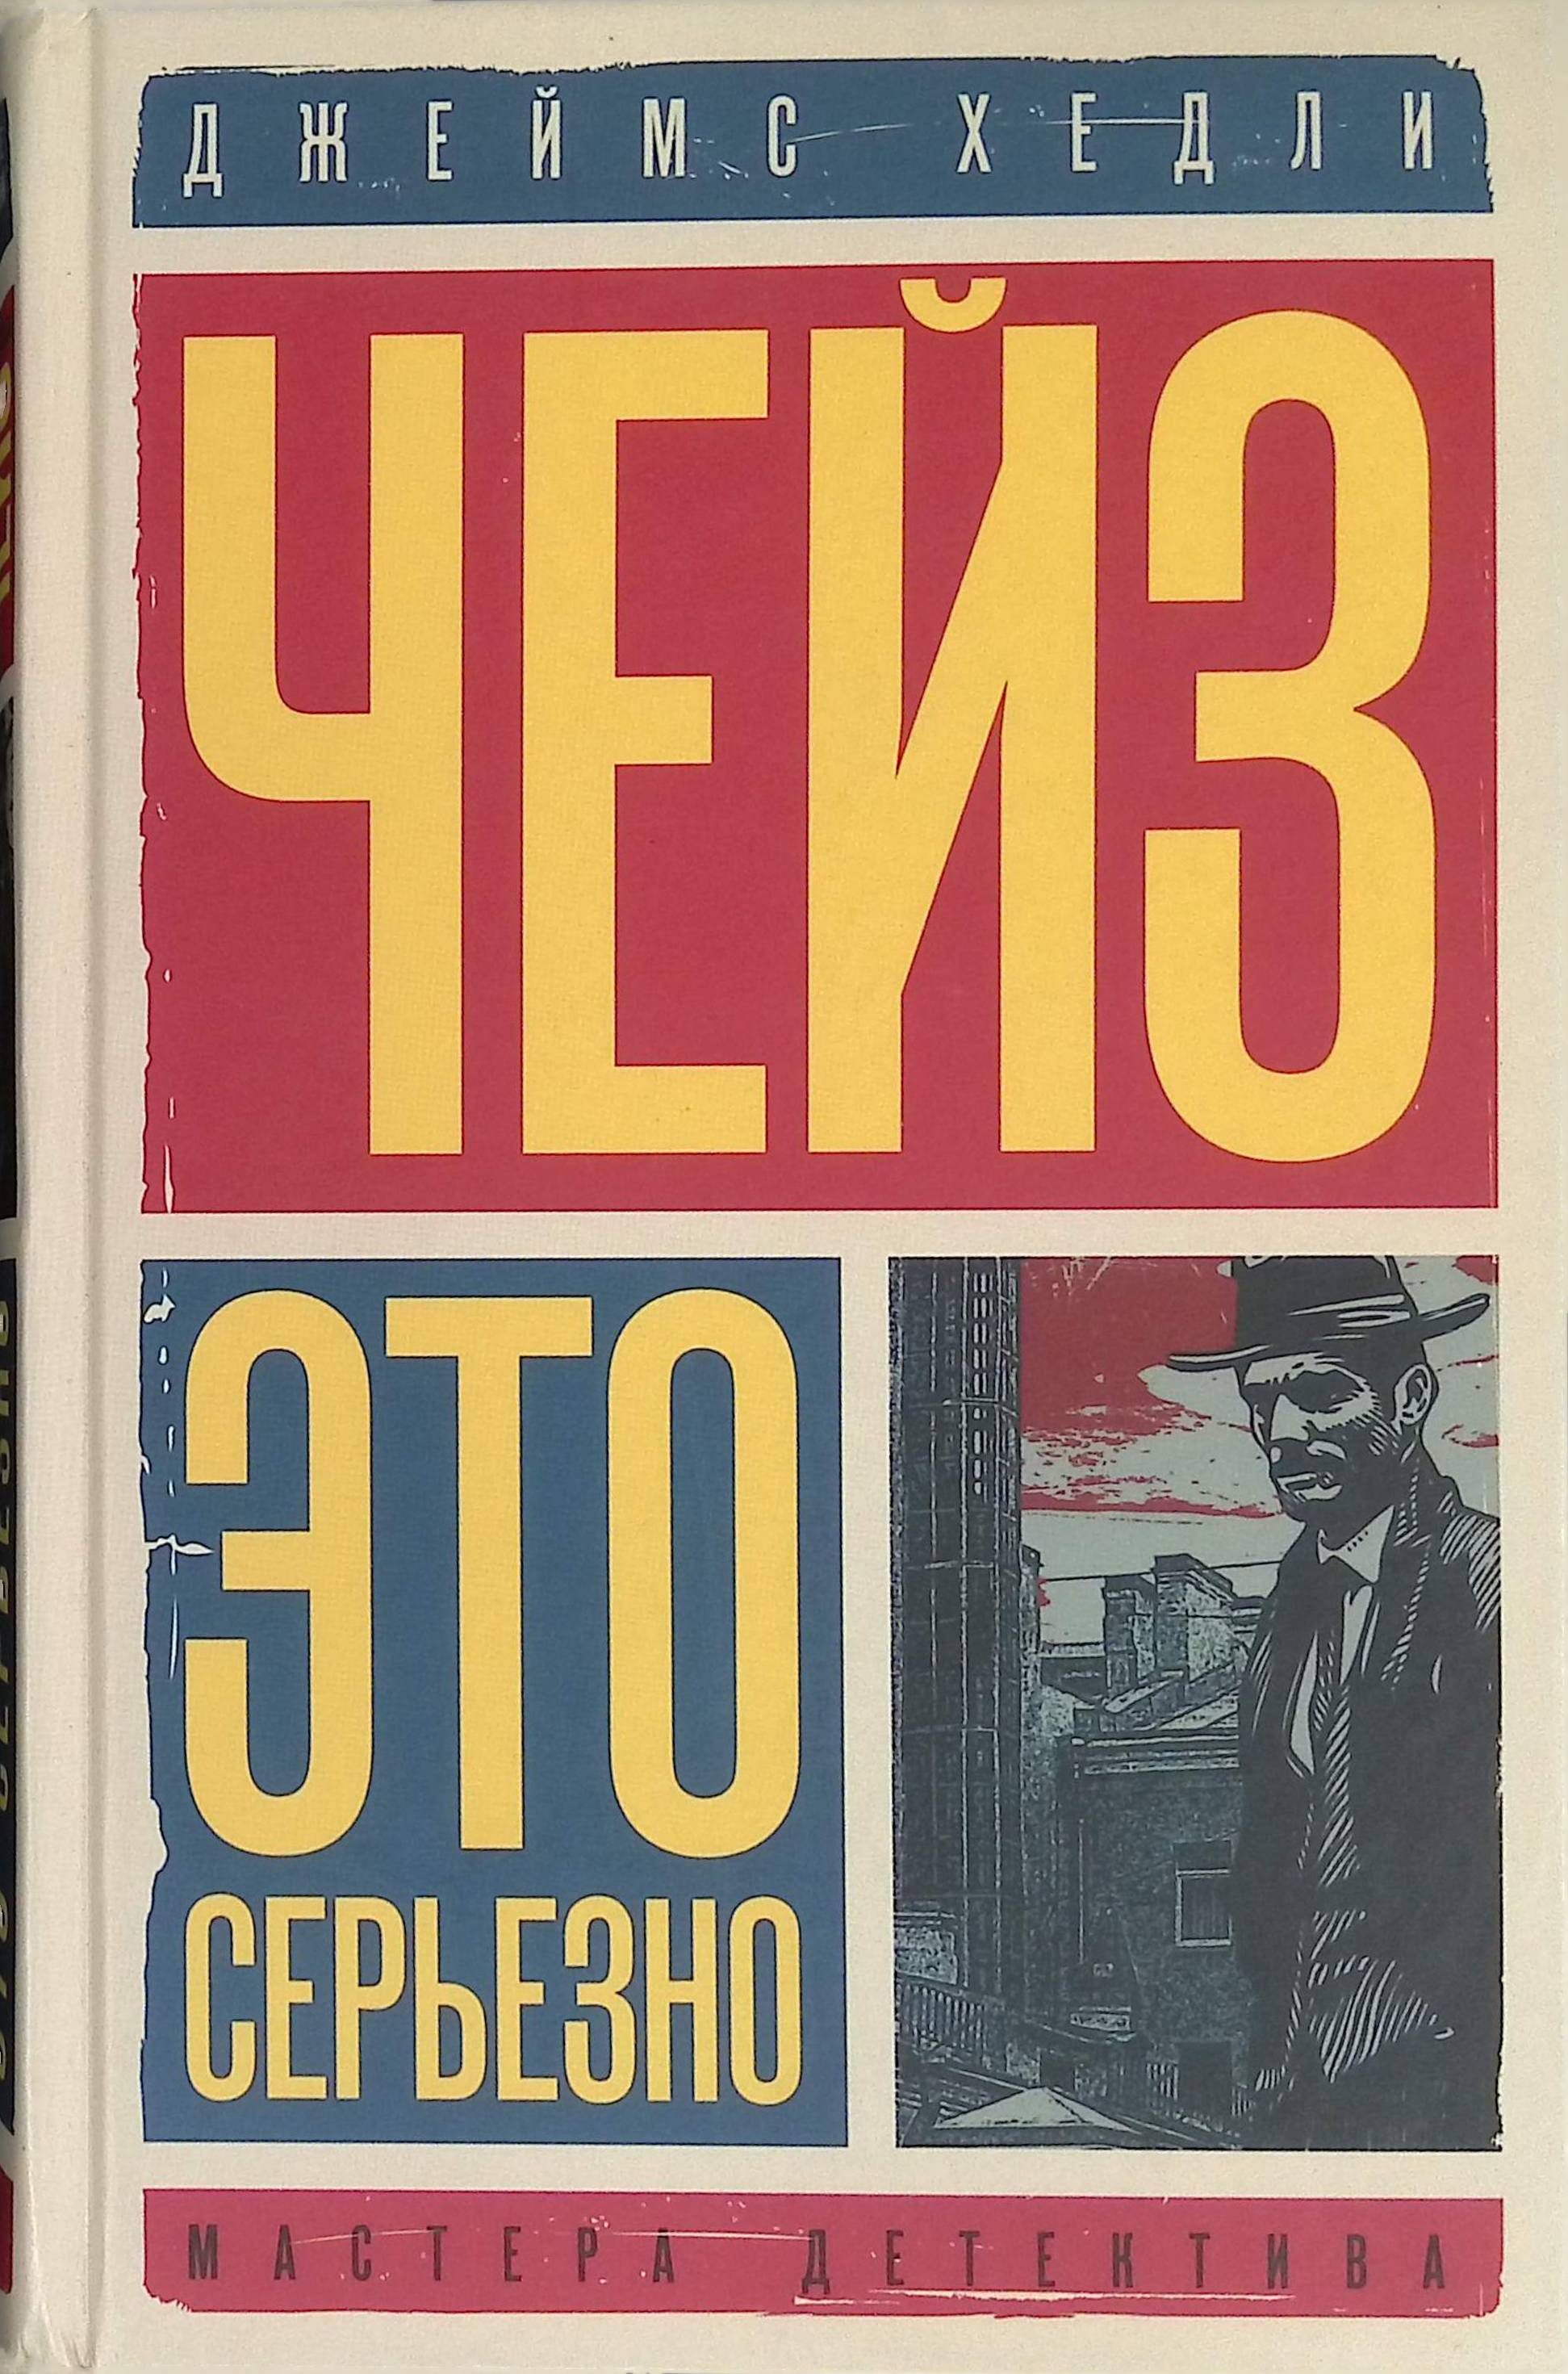 ДЖЕЙМС ХЕДЛИ
ЧЕЙЗ
ЭТО
СЕРЬЕЗНО
МАСТЕРА ДЕТЕКТИВА